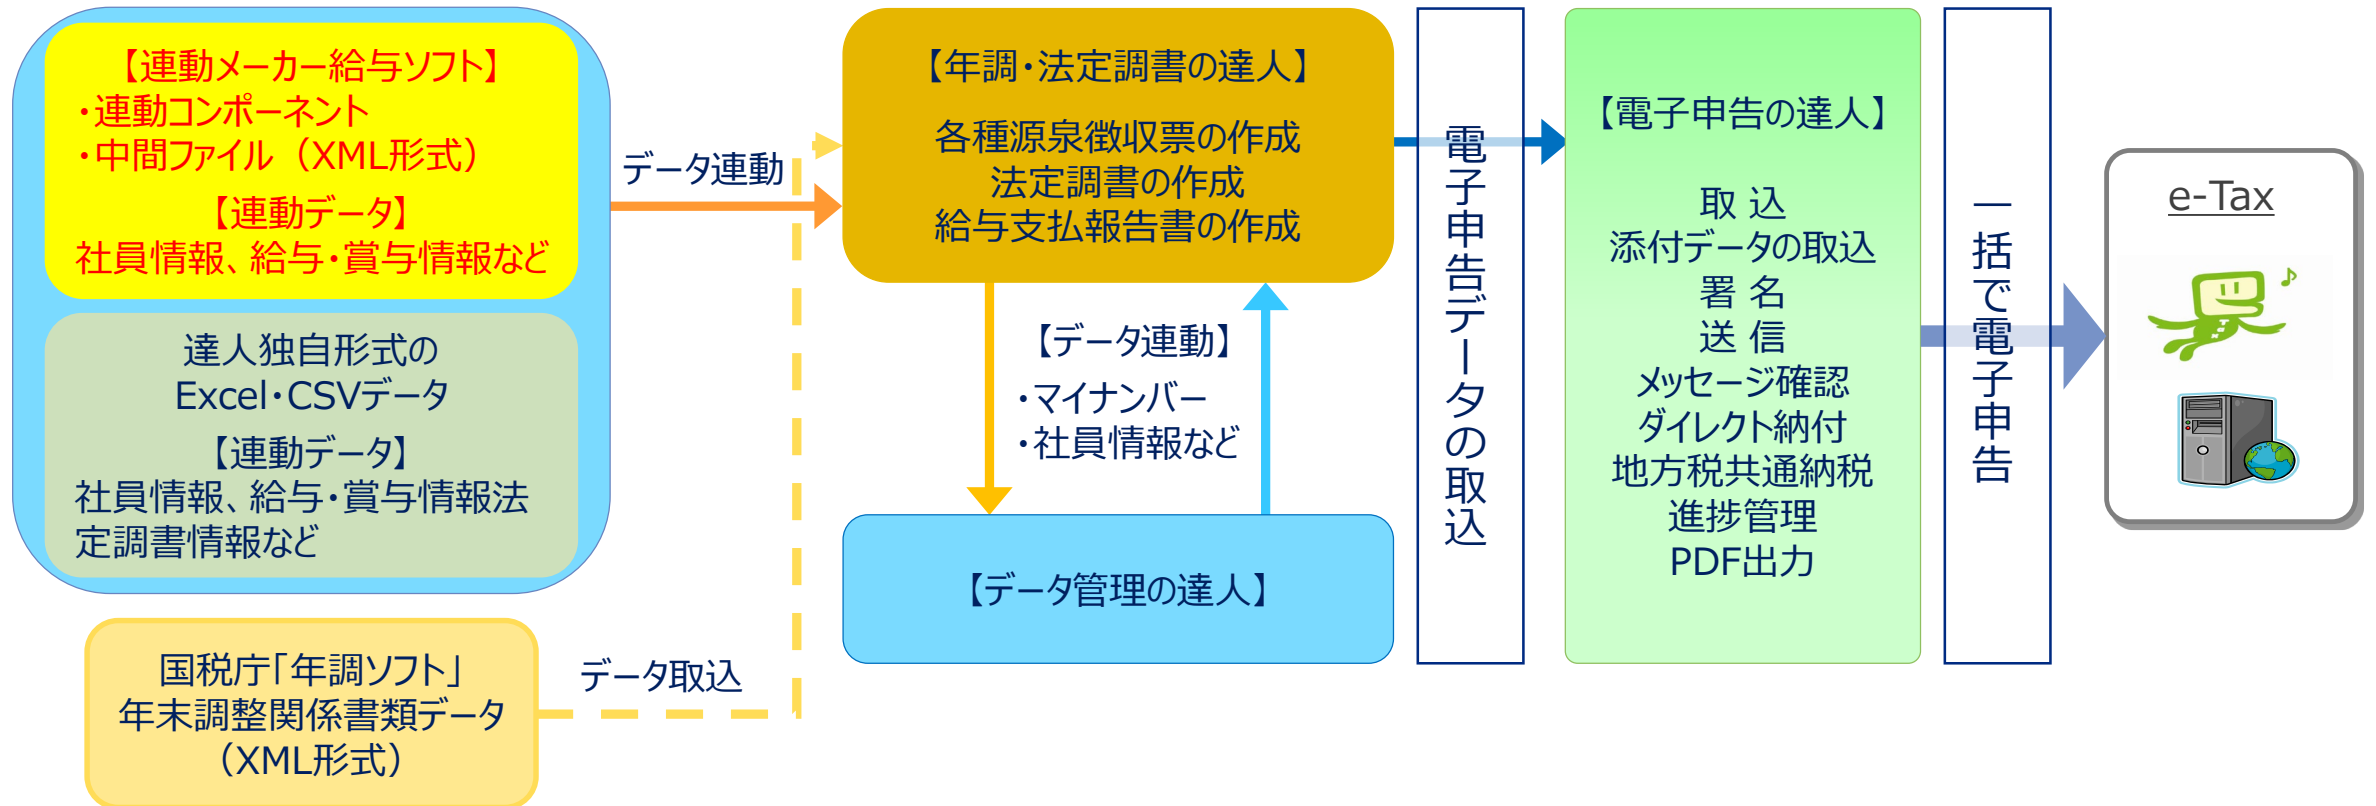 【連動メーカー給与ソフト】
・連動コンポーネント
・中間ファイル（XML形式）
【連動データ】
社員情報、給与・賞与情報など
達人独自形式の
Excel・CSVデータ
【連動データ】
社員情報、給与・賞与情報法
定調書情報など
国税庁「年調ソフト」
年末調整関係書類データ
（XML形式）
データ連動
データ取込
【年調・法定調書の達人】
各種源泉徴収票の作成
法定調書の作成
給与支払報告書の作成
【データ連動】
・マイナンバー
・社員情報など
【データ管理の達人】
電子申告データの取込
【電子申告の達人】
取 込
添付データの取込
署 名
送 信
メッセージ確認
ダイレクト納付
地方税共通納税
進捗管理
PDF出力
一括で電子申告
e-Tax